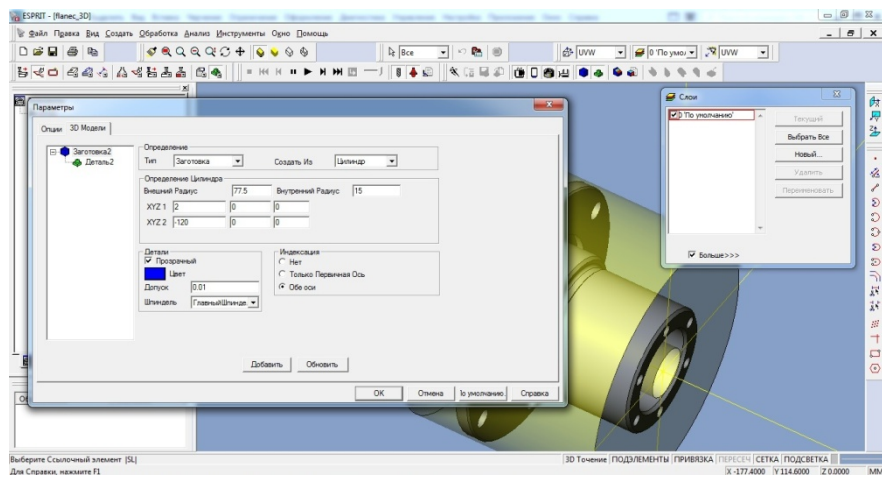 ESPRIT - [flanec_3D]
Файл Правка Вид Создать Обработка Анализ Инструменты Окно Помощь
Все
UVW
0 'По умол
UVW
Параметры
Опции 3D Модели
Заготовка2
Деталь2
Определение
Тип Заготовка Создать Из Цилиндр
Определение Цилиндра
Внешний Радиус 77.5 Внутренний Радиус 15
XYZ 1 2 0 0
XYZ 2 -120 0 0
Детали
Прозрачный
Цвет
Допуск 0.01
Шпиндель ГлавныйШпинде
Индексация
Нет
Только Первичная Ось
Обе оси
Добавить Обновить
OK Отмена По умолчанию Справка
Слои
0 'По умолчанию'
Текущий
Выбрать Все
Новый...
Удалить
Переименовать
Больше>>>
Выберите Ссылочный элемент |SL|
3D Точение ПОДЭЛЕМЕНТЫ ПРИВЯЗКА ПЕРЕСЕЧ СЕТКА ПОДСВЕТКА
Для Справки, нажмите F1
X -177.4000 Y 114.6000 Z 0.0000 MM